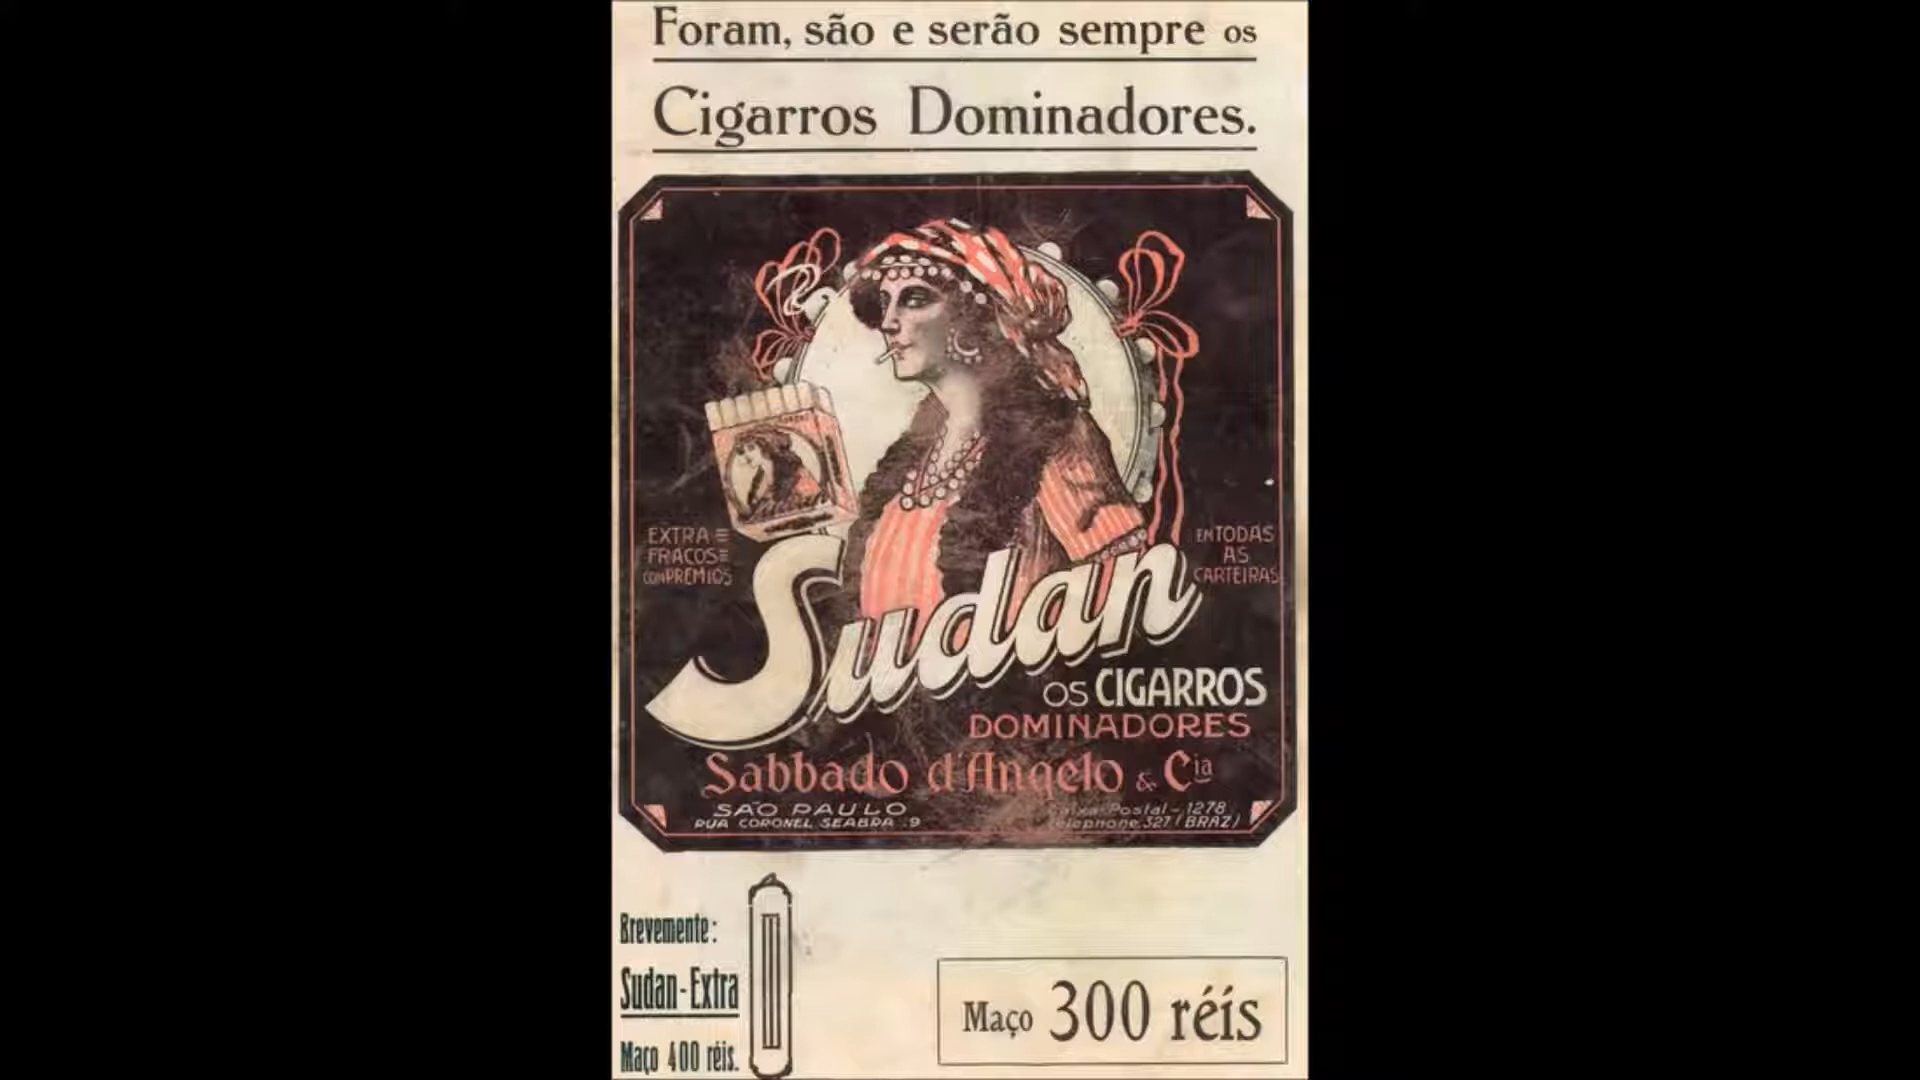 Foram, são e serão sempre os
Cigarros Dominadores.
EXTRA
FRACOS
COM PREMIOS
EM TODAS
AS
CARTEIRAS
Sudan
OS CIGARROS
DOMINADORES
Sabbado d'Angelo & Cia
SÃO PAULO
RUA CORONEL SEABRA 9
Postal - 1278
327 (BRAZ)
Brevemente:
Sudan-Extra
Maço 400 réis.
Maço 300 réis